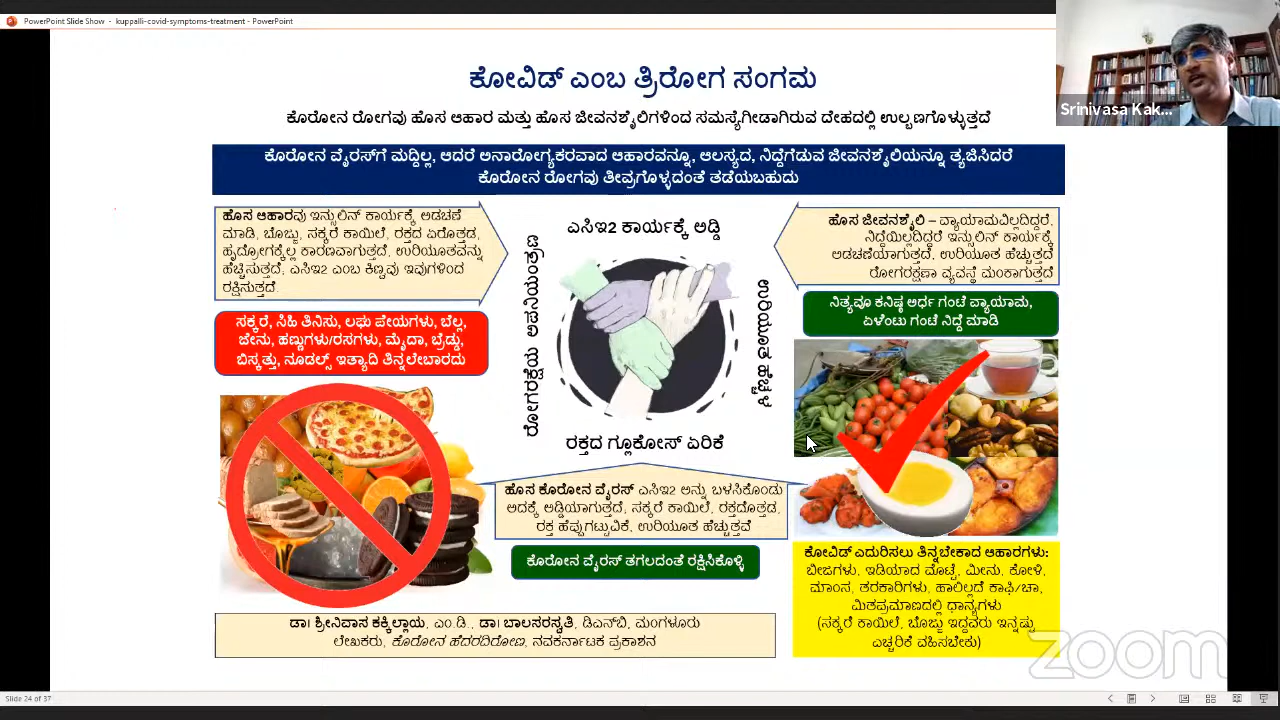 PowerPoint Slide Show - kuppalli-covid-symptoms-treatment - PowerPoint
Srinivasa Kak...
ಕೋವಿಡ್ ಎಂಬ ತ್ರಿರೋಗ ಸಂಗಮ
ಕೊರೋನ ರೋಗವು ಹೊಸ ಆಹಾರ ಮತ್ತು ಹೊಸ ಜೀವನಶೈಲಿಗಳಿಂದ ಸಮಸ್ಯೆಗೀಡಾಗಿರುವ ದೇಹದಲ್ಲಿ ಉಲ್ಬಣಗೊಳ್ಳುತ್ತದೆ
ಕೊರೊನ ವೈರಸ್‌ಗೆ ಮದ್ದಿಲ್ಲ, ಆದರೆ ಅನಾರೋಗ್ಯಕರವಾದ ಆಹಾರವನ್ನೂ, ಆಲಸ್ಯದ, ನಿದ್ದೆಗೆಡುವ ಜೀವನಶೈಲಿಯನ್ನೂ ತ್ಯಜಿಸಿದರೆ
ಕೊರೋನ ರೋಗವು ತೀವ್ರಗೊಳ್ಳದಂತೆ ತಡೆಯಬಹುದು
ಹೊಸ ಆಹಾರವು ಇನ್ಸುಲಿನ್ ಕಾರ್ಯಕ್ಕೆ ಅಡಚಣೆ
ಮಾಡಿ, ಬೊಜ್ಜು, ಸಕ್ಕರೆ ಕಾಯಿಲೆ, ರಕ್ತದ ಏರೊತ್ತಡ,
ಹೃದ್ರೋಗಕ್ಕೆಲ್ಲ ಕಾರಣವಾಗುತ್ತದೆ, ಉರಿಯೂತವನ್ನು
ಹೆಚ್ಚಿಸುತ್ತದೆ, ಎಸಿಇ2 ಎಂಬ ಕಿಣ್ವವು ಇವುಗಳಿಂದ
ರಕ್ಷಿಸುತ್ತದೆ
ಸಕ್ಕರೆ, ಸಿಹಿ ತಿನಿಸು, ಲಘು ಪೇಯಗಳು, ಬೆಲ್ಲ,
ಜೇನು, ಹಣ್ಣುಗಳು/ರಸಗಳು, ಮೈದಾ, ಬ್ರೆಡ್ಡು,
ಬಿಸ್ಕತ್ತು, ನೂಡಲ್ಸ್ ಇತ್ಯಾದಿ ತಿನ್ನಲೇಬಾರದು
ಎಸಿಇ2 ಕಾರ್ಯಕ್ಕೆ ಅಡ್ಡಿ
ರೋಗರಕ್ಷೆಯ ಅಪನಿಯಂತ್ರಣ
ಉರಿಯೂತ ಹೆಚ್ಚಳ
ರಕ್ತದ ಗ್ಲೂಕೋಸ್ ಏರಿಕೆ
ಹೊಸ ಜೀವನಶೈಲಿ – ವ್ಯಾಯಾಮವಿಲ್ಲದಿದ್ದರೆ,
ನಿದ್ದೆಯಿಲ್ಲದಿದ್ದರೆ ಇನ್ಸುಲಿನ್ ಕಾರ್ಯಕ್ಕೆ
ಅಡಚಣೆಯಾಗುತ್ತದೆ, ಉರಿಯೂತ ಹೆಚ್ಚುತ್ತದೆ
ರೋಗರಕ್ಷಣಾ ವ್ಯವಸ್ಥೆ ಮಂಕಾಗುತ್ತದೆ
ನಿತ್ಯವೂ ಕನಿಷ್ಠ ಅರ್ಧ ಗಂಟೆ ವ್ಯಾಯಾಮ,
ಏಳೆಂಟು ಗಂಟೆ ನಿದ್ದೆ ಮಾಡಿ
ಹೊಸ ಕೊರೋನ ವೈರಸ್ ಎಸಿಇ2 ಅನ್ನು ಬಳಸಿಕೊಂಡು
ಅದಕ್ಕೆ ಅಡ್ಡಿಯಾಗುತ್ತದೆ; ಸಕ್ಕರೆ ಕಾಯಿಲೆ, ರಕ್ತದೊತ್ತಡ,
ರಕ್ತ ಹೆಪ್ಪುಗಟ್ಟುವಿಕೆ, ಉರಿಯೂತ ಹೆಚ್ಚುತ್ತವೆ
ಕೊರೋನ ವೈರಸ್ ತಗಲದಂತೆ ರಕ್ಷಿಸಿಕೊಳ್ಳಿ
ಕೋವಿಡ್ ಎದುರಿಸಲು ತಿನ್ನಬೇಕಾದ ಆಹಾರಗಳು:
ಬೀಜಗಳು, ಇಡಿಯಾದ ಮೊಟ್ಟೆ, ಮೀನು, ಕೋಳಿ,
ಮಾಂಸ, ತರಕಾರಿಗಳು, ಹಾಲಿಲ್ಲದ ಕಾಫಿ/ಚಾ,
ಮಿತಪ್ರಮಾಣದಲ್ಲಿ ಧಾನ್ಯಗಳು
(ಸಕ್ಕರೆ ಕಾಯಿಲೆ, ಬೊಜ್ಜು ಇದ್ದವರು ಇನ್ನಷ್ಟು
ಎಚ್ಚರಿಕೆ ವಹಿಸಬೇಕು)
ಡಾ। ಶ್ರೀನಿವಾಸ ಕಕ್ಕಿಲ್ಲಾಯ, ಎಂ.ಡಿ., ಡಾ। ಬಾಲಸರಸ್ವತಿ, ಡಿಎನ್‌ಬಿ, ಮಂಗಳೂರು
ಲೇಖಕರು, ಕೊರೋನ ಹೆದರದಿರೋಣ, ನವಕರ್ನಾಟಕ ಪ್ರಕಾಶನ
zoom
Slide 24 of 37